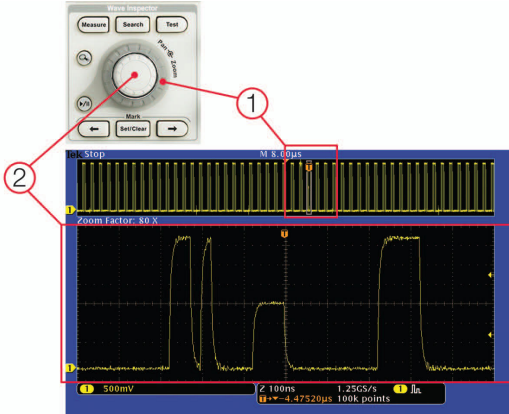 Wave Inspector
Measure Search Test
Pan Zoom
Mark
← Set/Clear →
1
2
Tek Stop M 8.00µs
T
1
Zoom Factor: 80 X
T
1
1 500mV Z 100ns 1.25GS/s 1
T→▼-4.47520µs 100k points